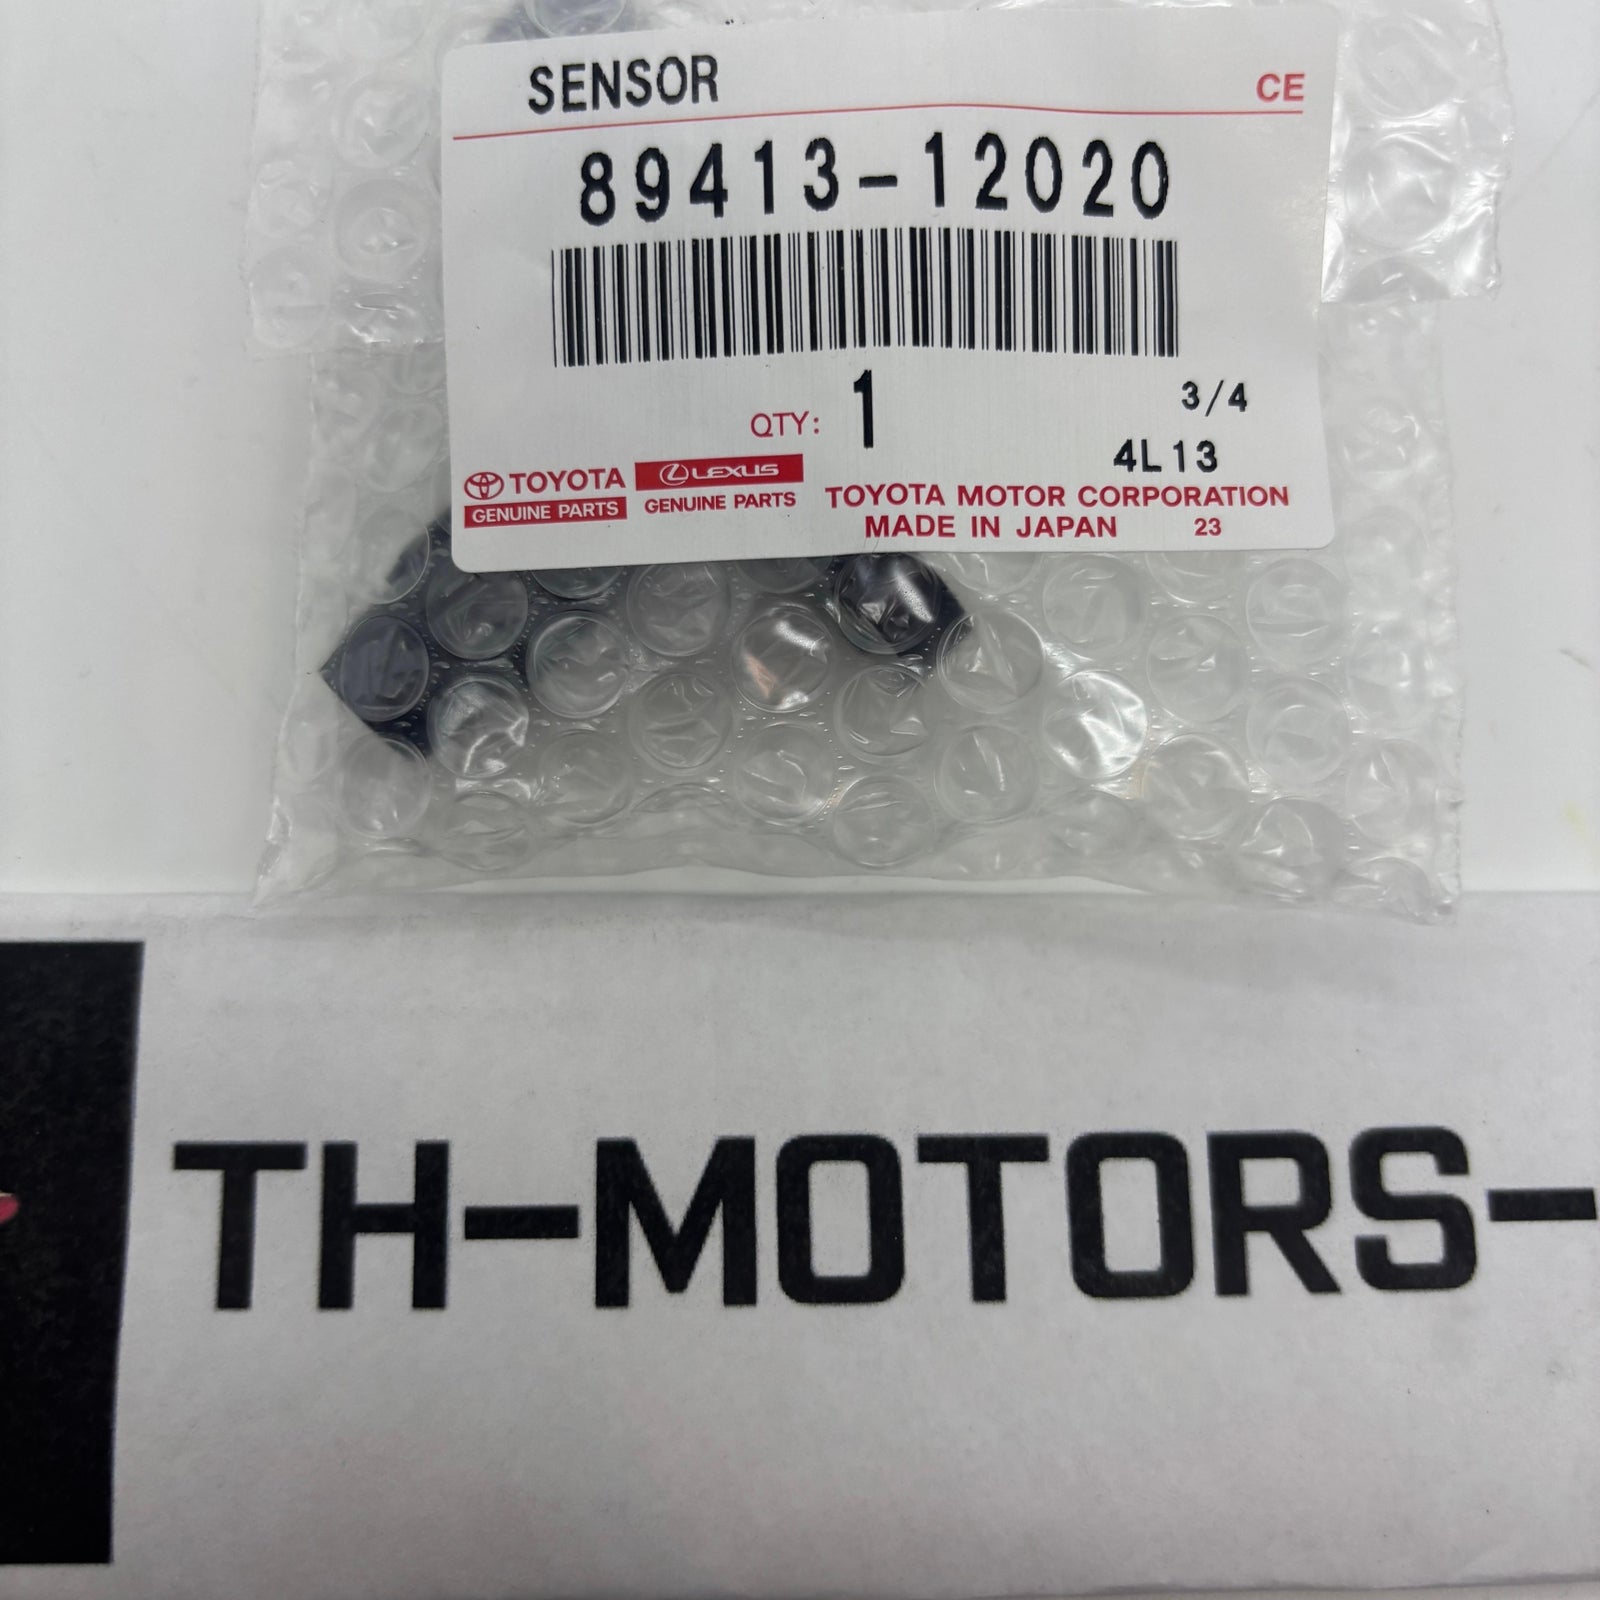 SENSOR
CE
89413-12020
QTY: 1
3/4
4L13
TOYOTA
GENUINE PARTS
LEXUS
GENUINE PARTS
TOYOTA MOTOR CORPORATION
MADE IN JAPAN 23
TH-MOTORS-